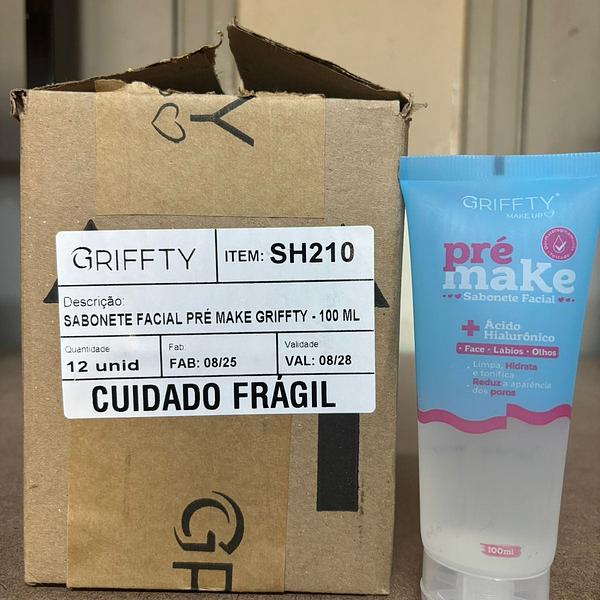 GRIFFTY
ITEM: SH210
Descrição:
SABONETE FACIAL PRÉ MAKE GRIFFTY - 100 ML
Quantidade
12 unid
Fab:
FAB: 08/25
Validade
VAL: 08/28
CUIDADO FRÁGIL
Y
GF
GRIFFTY
MAKE UP
pré
make
Sabonete Facial
+ Ácido
Hialurônico
• Face • Lábios • Olhos
• Limpa, Hidrata
e tonifica
• Reduz a aparência
dos poros
100ml